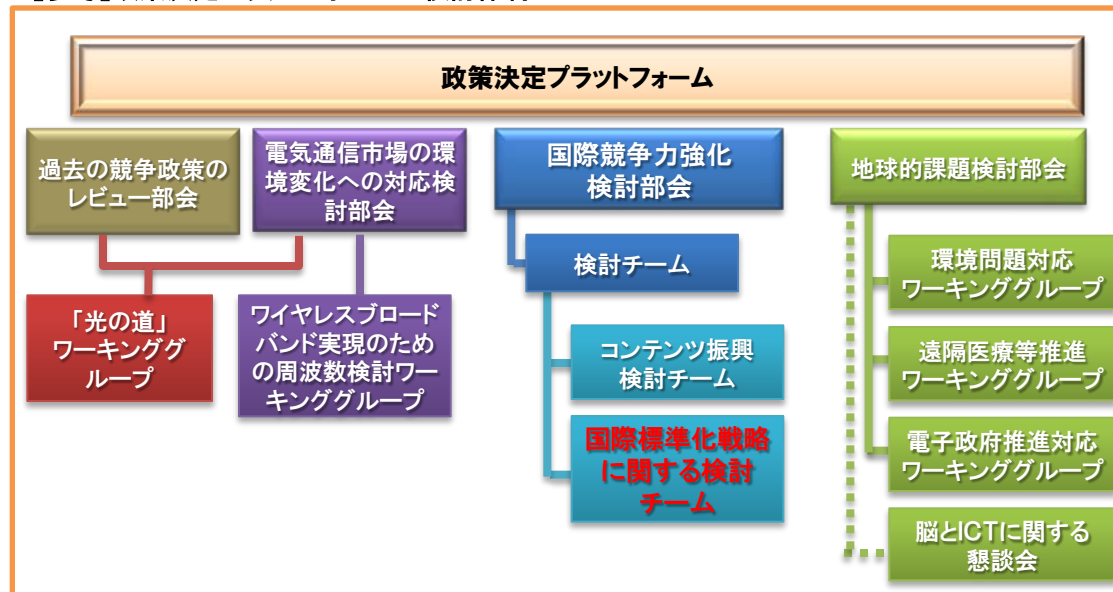 政策決定プラットフォーム
過去の競争政策の
レビュー部会
電気通信市場の環
境変化への対応検
討部会
国際競争力強化
検討部会
地球的課題検討部会
「光の道」
ワーキンググ
ループ
ワイヤレスブロード
バンド実現のため
の周波数検討ワー
キンググループ
検討チーム
コンテンツ振興
検討チーム
国際標準化戦略
に関する検討
チーム
環境問題対応
ワーキンググループ
遠隔医療等推進
ワーキンググループ
電子政府推進対応
ワーキンググループ
脳とICTに関する
懇談会